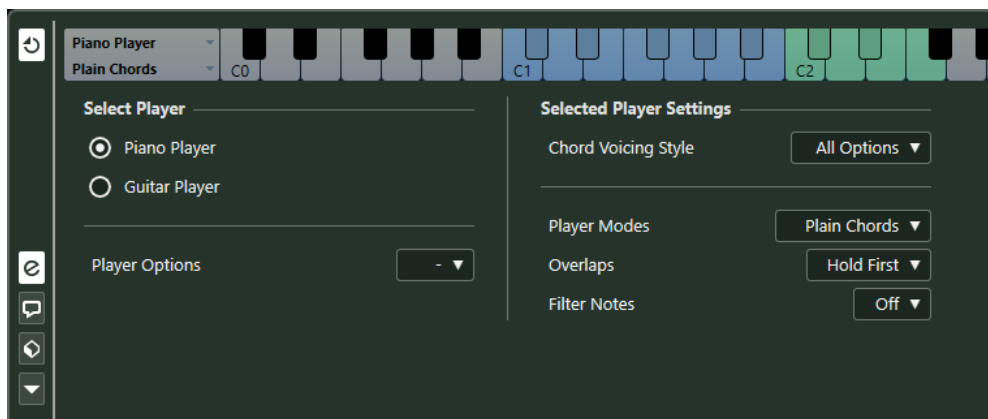 Piano Player
Plain Chords
C0
C1
C2
Select Player
Piano Player
Guitar Player
Player Options
-
Selected Player Settings
Chord Voicing Style
All Options
Player Modes
Plain Chords
Overlaps
Hold First
Filter Notes
Off